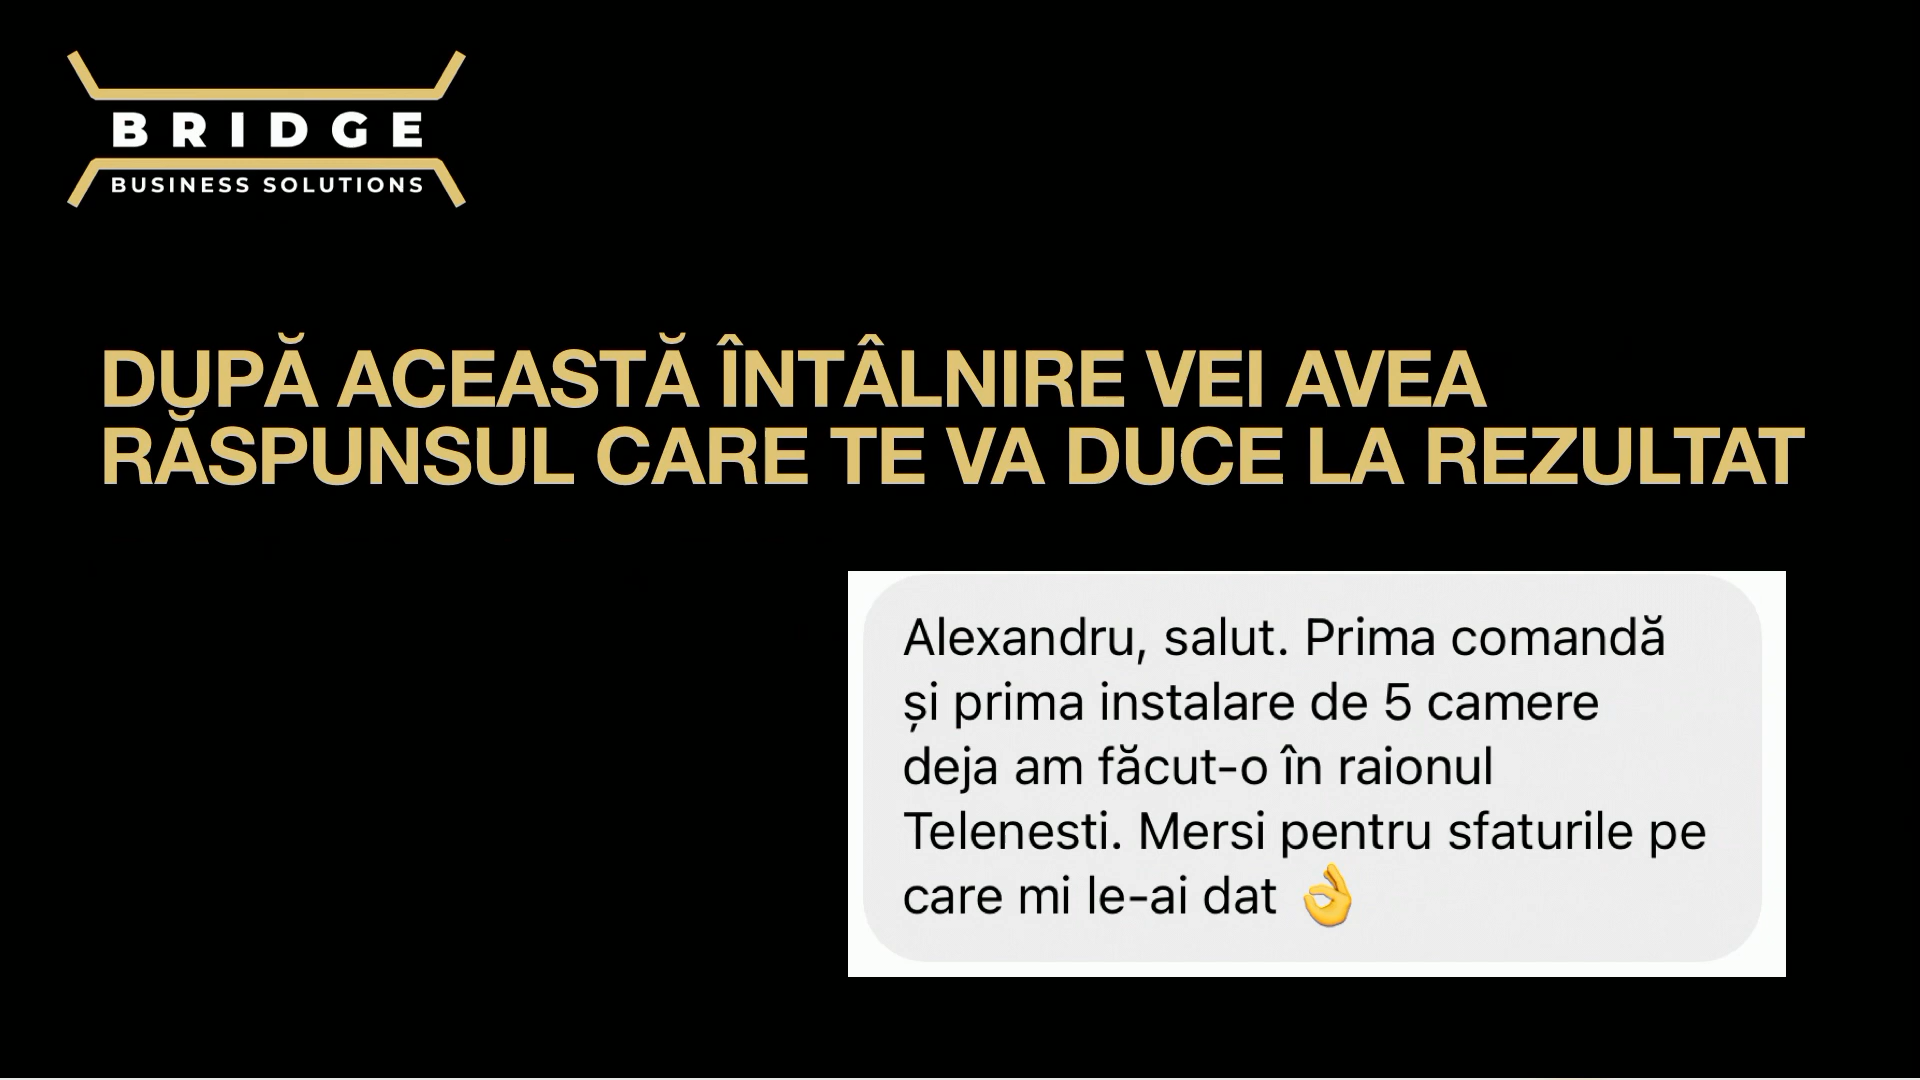 BRIDGE
BUSINESS SOLUTIONS
DUPĂ ACEASTĂ ÎNTÂLNIRE VEI AVEA
RĂSPUNSUL CARE TE VA DUCE LA REZULTAT
Alexandru, salut. Prima comandă
și prima instalare de 5 camere
deja am făcut-o în raionul
Telenesti. Mersi pentru sfaturile pe
care mi le-ai dat 👌